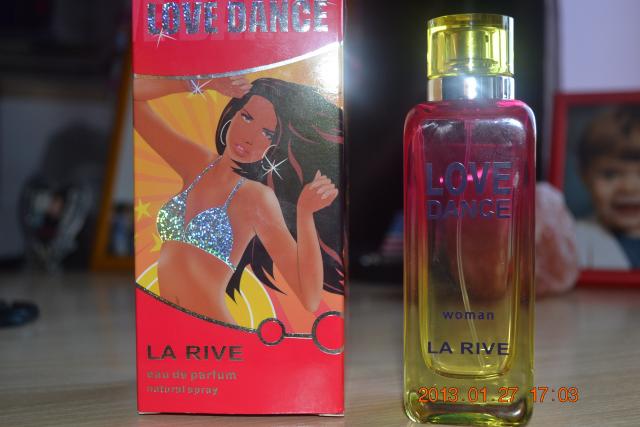 LOVE DANCE
LA RIVE
eau de parfum
natural spray
LOVE
DANCE
woman
LA RIVE
2013.01.27 17:03